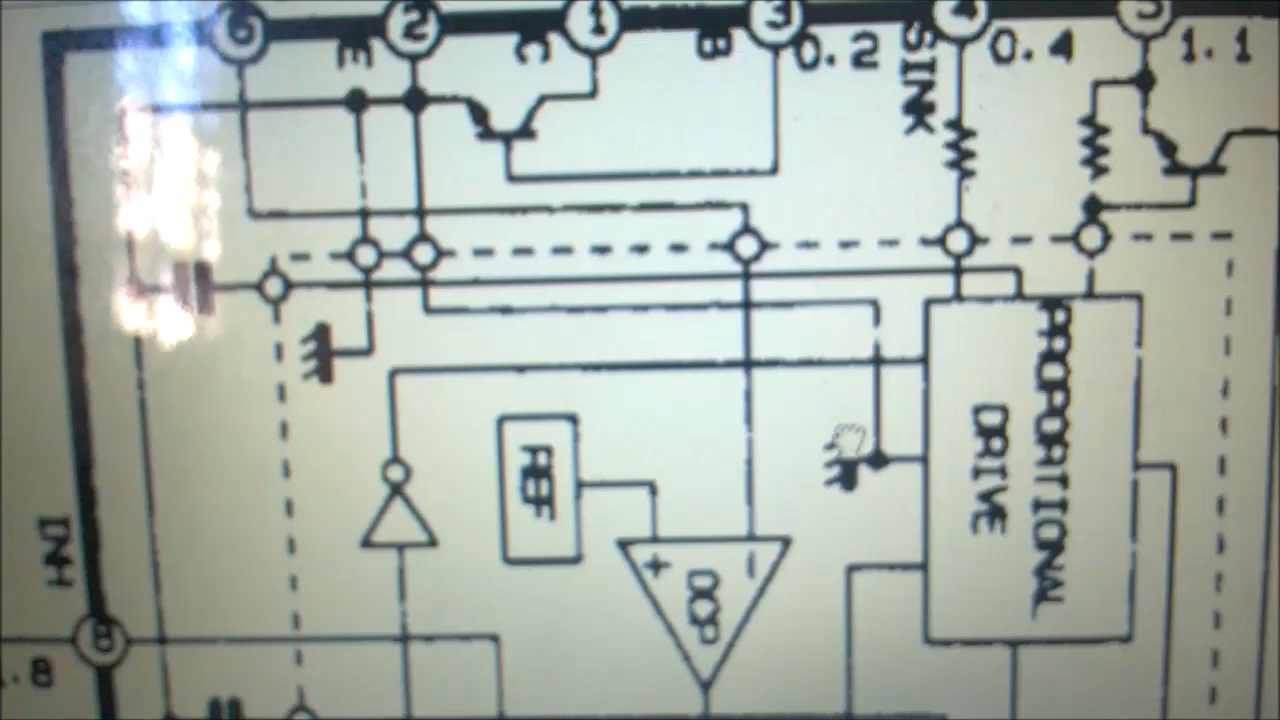 6
2
1
3
4
5
E
C
B
0.2
SINK
0.4
1.1
PROPORTIONAL
DRIVE
REF
+
−
OCP
INH
8
.8